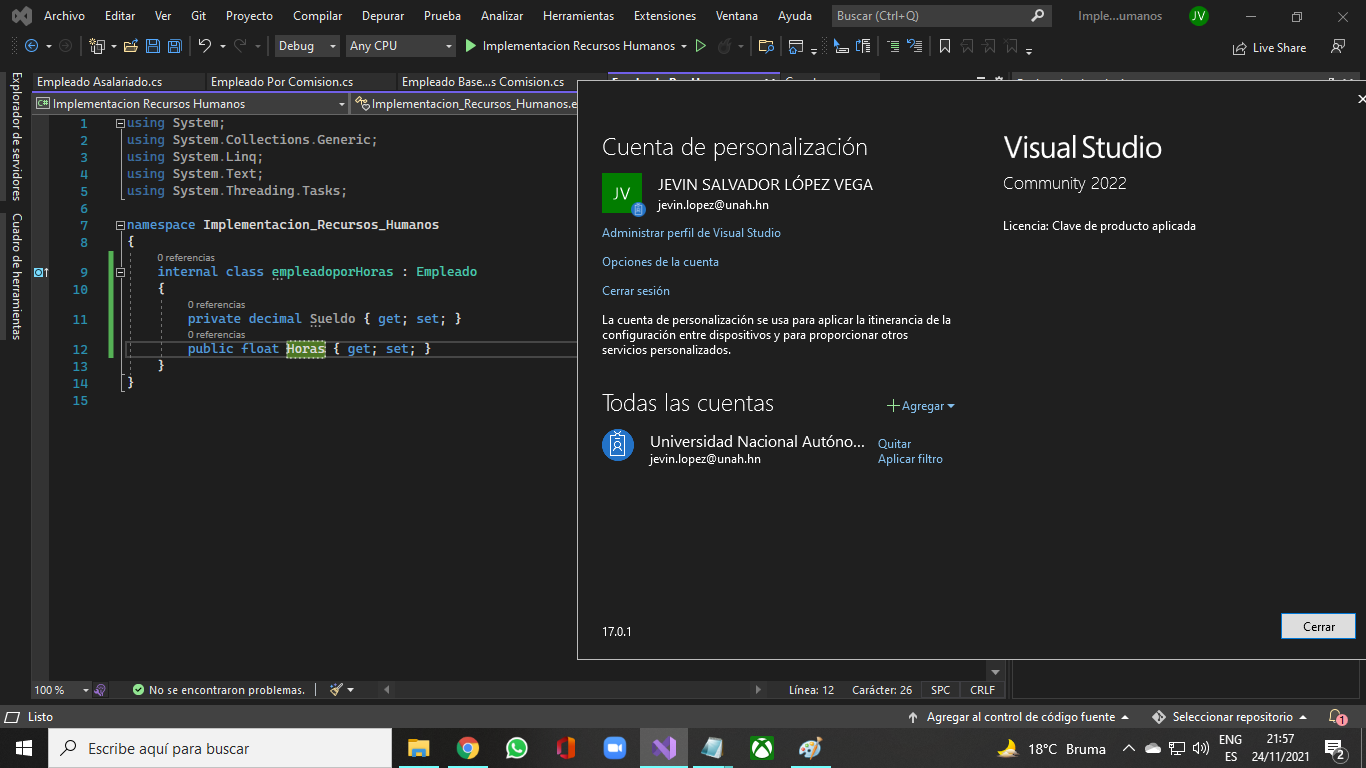 Archivo Editar Ver Git Proyecto Compilar Depurar Prueba Analizar Herramientas Extensiones Ventana Ayuda Buscar (Ctrl+Q) Imple...umanos JV
Debug Any CPU Implementacion Recursos Humanos Live Share
Explorador de servidores
Cuadro de herramientas
Empleado Asalariado.cs Empleado Por Comision.cs Empleado Base...s Comision.cs
Implementacion Recursos Humanos Implementacion_Recursos_Humanos.e
1 using System;
2 using System.Collections.Generic;
3 using System.Linq;
4 using System.Text;
5 using System.Threading.Tasks;
6
7 namespace Implementacion_Recursos_Humanos
8 {
0 referencias
9 internal class empleadoporHoras : Empleado
10 {
0 referencias
11 private decimal Sueldo { get; set; }
0 referencias
12 public float Horas { get; set; }
13 }
14 }
15
Cuenta de personalización
JV JEVIN SALVADOR LÓPEZ VEGA
jevin.lopez@unah.hn
Administrar perfil de Visual Studio
Opciones de la cuenta
Cerrar sesión
La cuenta de personalización se usa para aplicar la itinerancia de la
configuración entre dispositivos y para proporcionar otros
servicios personalizados.
Todas las cuentas Agregar
Universidad Nacional Autóno... Quitar
jevin.lopez@unah.hn Aplicar filtro
17.0.1
Visual Studio
Community 2022
Licencia: Clave de producto aplicada
Cerrar
100 % No se encontraron problemas. Línea: 12 Carácter: 26 SPC CRLF
Listo Agregar al control de código fuente Seleccionar repositorio 1
Escribe aquí para buscar 18°C Bruma ENG ES 21:57 24/11/2021 2